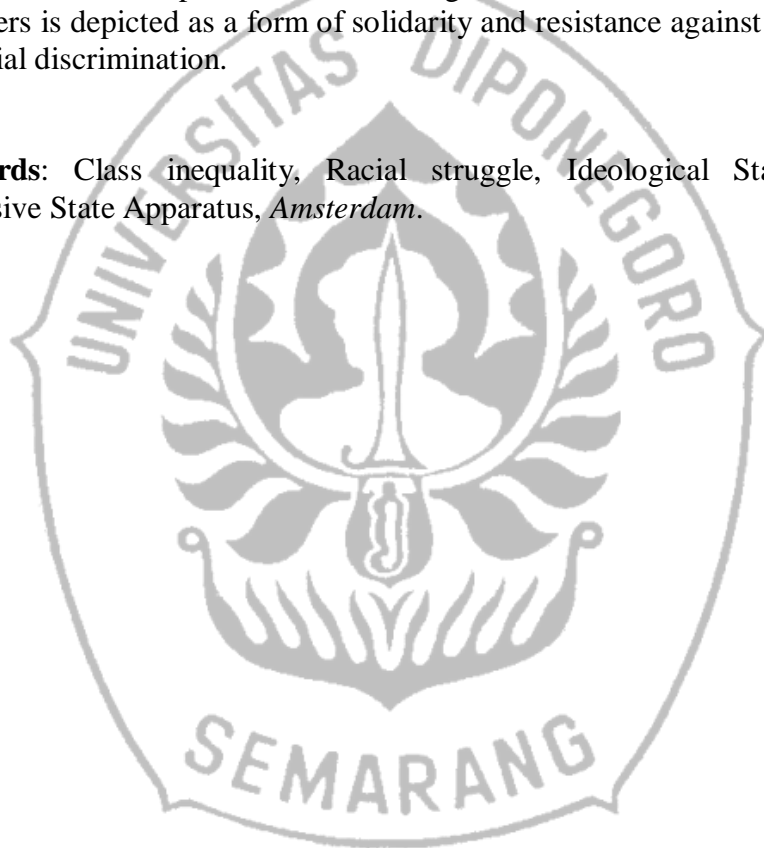 ers is depicted as a form of solidarity and resistance against
ial discrimination.
rds: Class inequality, Racial struggle, Ideological Sta
sive State Apparatus, Amsterdam.
UNIVERSITAS DIPONEGORO
SEMARANG